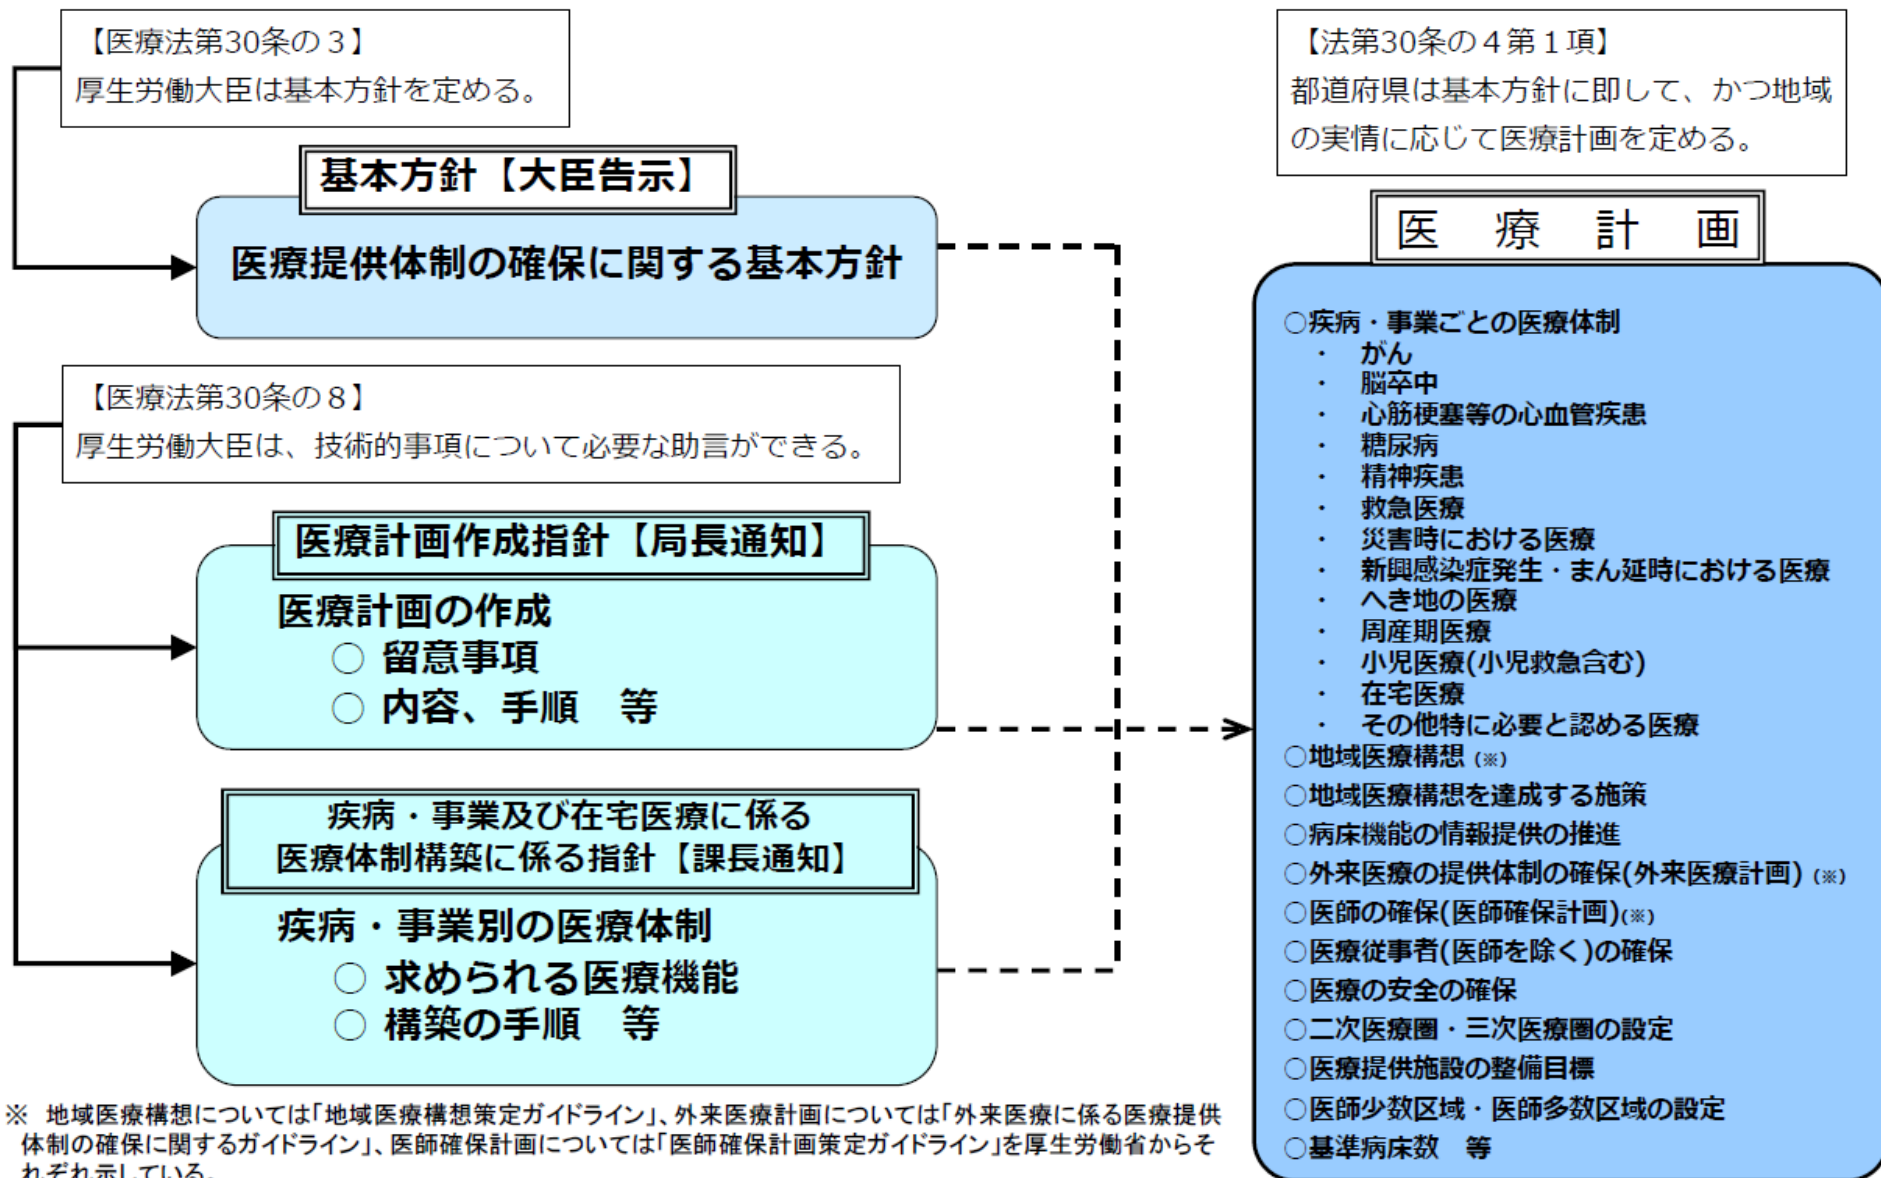 【医療法第30条の３】
厚生労働大臣は基本方針を定める。
基本方針【大臣告示】
医療提供体制の確保に関する基本方針
【医療法第30条の８】
厚生労働大臣は、技術的事項について必要な助言ができる。
医療計画作成指針【局長通知】
医療計画の作成
○ 留意事項
○ 内容、手順　等
疾病・事業及び在宅医療に係る
医療体制構築に係る指針【課長通知】
疾病・事業別の医療体制
○ 求められる医療機能
○ 構築の手順　等
※　地域医療構想については「地域医療構想策定ガイドライン」、外来医療計画については「外来医療に係る医療提供
体制の確保に関するガイドライン」、医師確保計画については「医師確保計画策定ガイドライン」を厚生労働省からそ
れぞれ示している。
【法第30条の４第１項】
都道府県は基本方針に即して、かつ地域
の実情に応じて医療計画を定める。
医　療　計　画
○疾病・事業ごとの医療体制
・　がん
・　脳卒中
・　心筋梗塞等の心血管疾患
・　糖尿病
・　精神疾患
・　救急医療
・　災害時における医療
・　新興感染症発生・まん延時における医療
・　へき地の医療
・　周産期医療
・　小児医療(小児救急含む)
・　在宅医療
・　その他特に必要と認める医療
○地域医療構想（※）
○地域医療構想を達成する施策
○病床機能の情報提供の推進
○外来医療の提供体制の確保(外来医療計画)（※）
○医師の確保(医師確保計画)(※)
○医療従事者(医師を除く)の確保
○医療の安全の確保
○二次医療圏・三次医療圏の設定
○医療提供施設の整備目標
○医師少数区域・医師多数区域の設定
○基準病床数　等